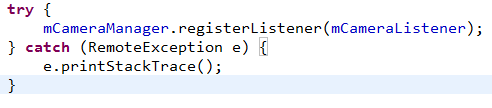 try {
    mCameraManager.registerListener(mCameraListener);
} catch (RemoteException e) {
    e.printStackTrace();
}